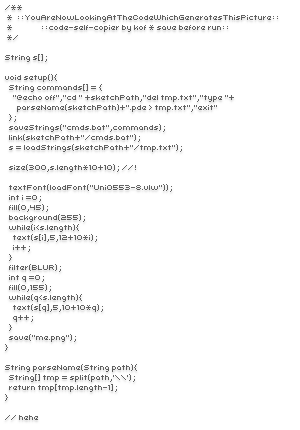 /**
* ::YouAreNowLookingAtTheCodeWhichGeneratesThisPicture::
* ::code-self-copier by kof * save before run::
*/
String s[];
void setup(){
String commands[] = {
"@echo off","cd " +sketchPath,"del tmp.txt","type "+
parseName(sketchPath)+".pde > tmp.txt","exit"
};
saveStrings("cmds.bat",commands);
link(sketchPath+"/cmds.bat");
s = loadStrings(sketchPath+"/tmp.txt");
size(300,s.length*10+10); //!
textFont(loadFont("Uni0553-8.vlw"));
int i =0;
fill(0,45);
background(255);
while(i<s.length){
text(s[i],5,12+10*i);
i++;
}
filter(BLUR);
int q =0;
fill(0,155);
while(q<s.length){
text(s[q],5,10+10*q);
q++;
}
save("me.png");
}
String parseName(String path){
String[] tmp = split(path,'\\');
return tmp[tmp.length-1];
}
// hehe